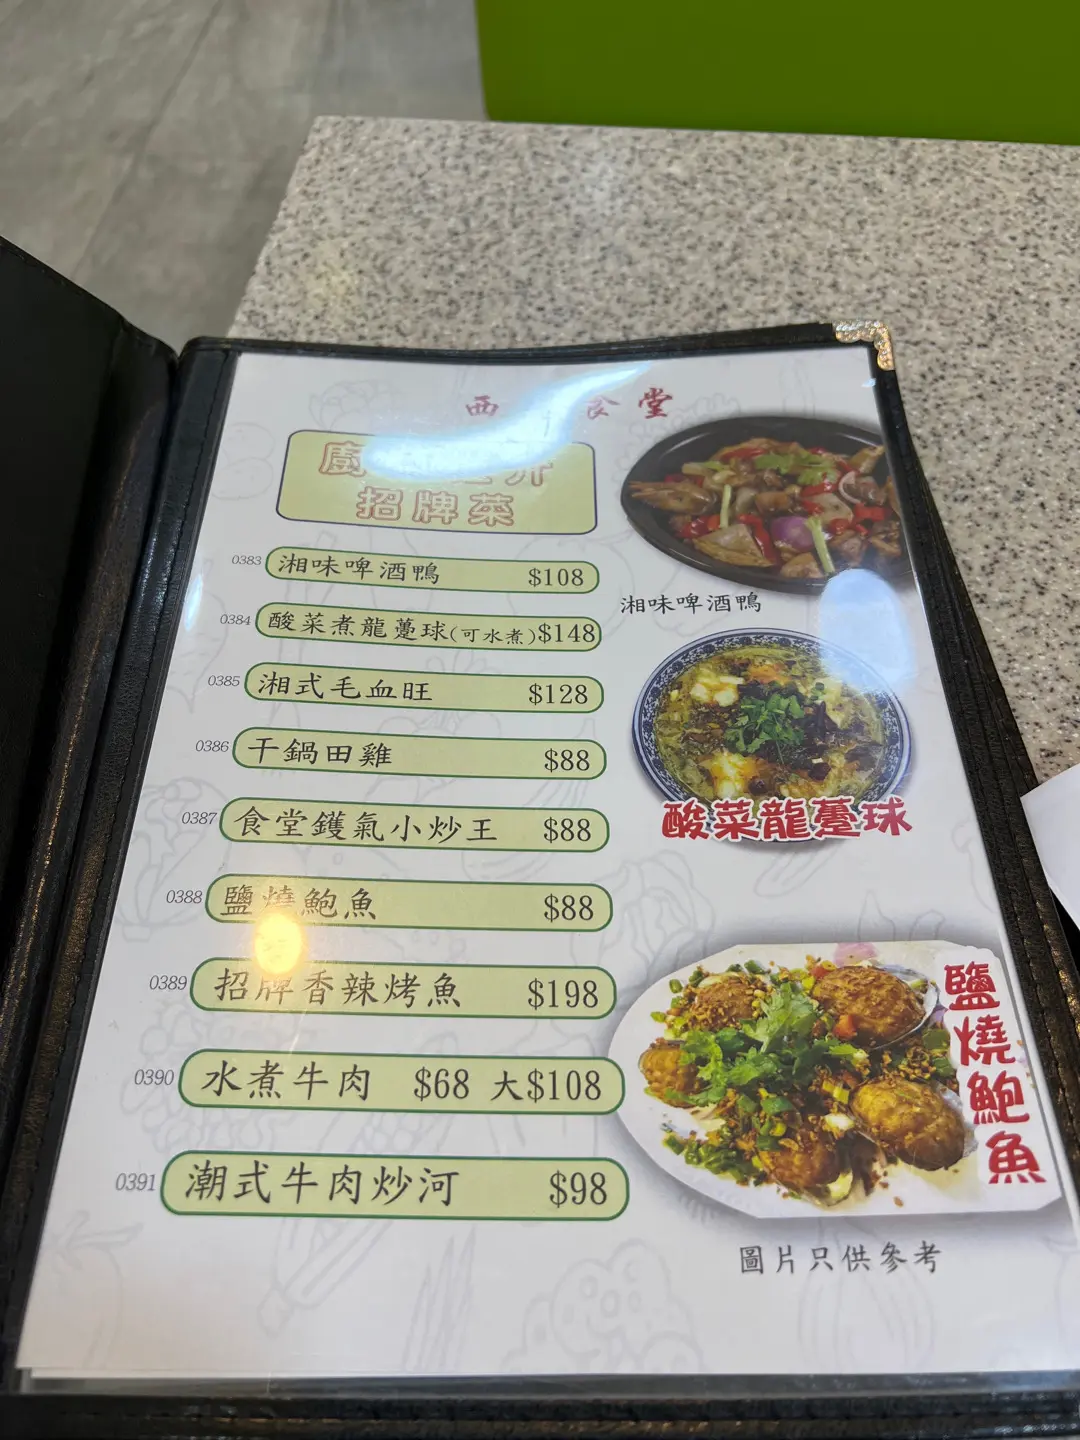 西 食堂
廚 介
招牌菜
0383 湘味啤酒鴨 $108
0384 酸菜煮龍躉球(可水煮)$148
0385 湘式毛血旺 $128
0386 干鍋田雞 $88
0387 食堂鑊氣小炒王 $88
0388 鹽燒鮑魚 $88
0389 招牌香辣烤魚 $198
0390 水煮牛肉 $68 大$108
0391 潮式牛肉炒河 $98
湘味啤酒鴨
酸菜龍躉球
鹽燒鮑魚
圖片只供參考